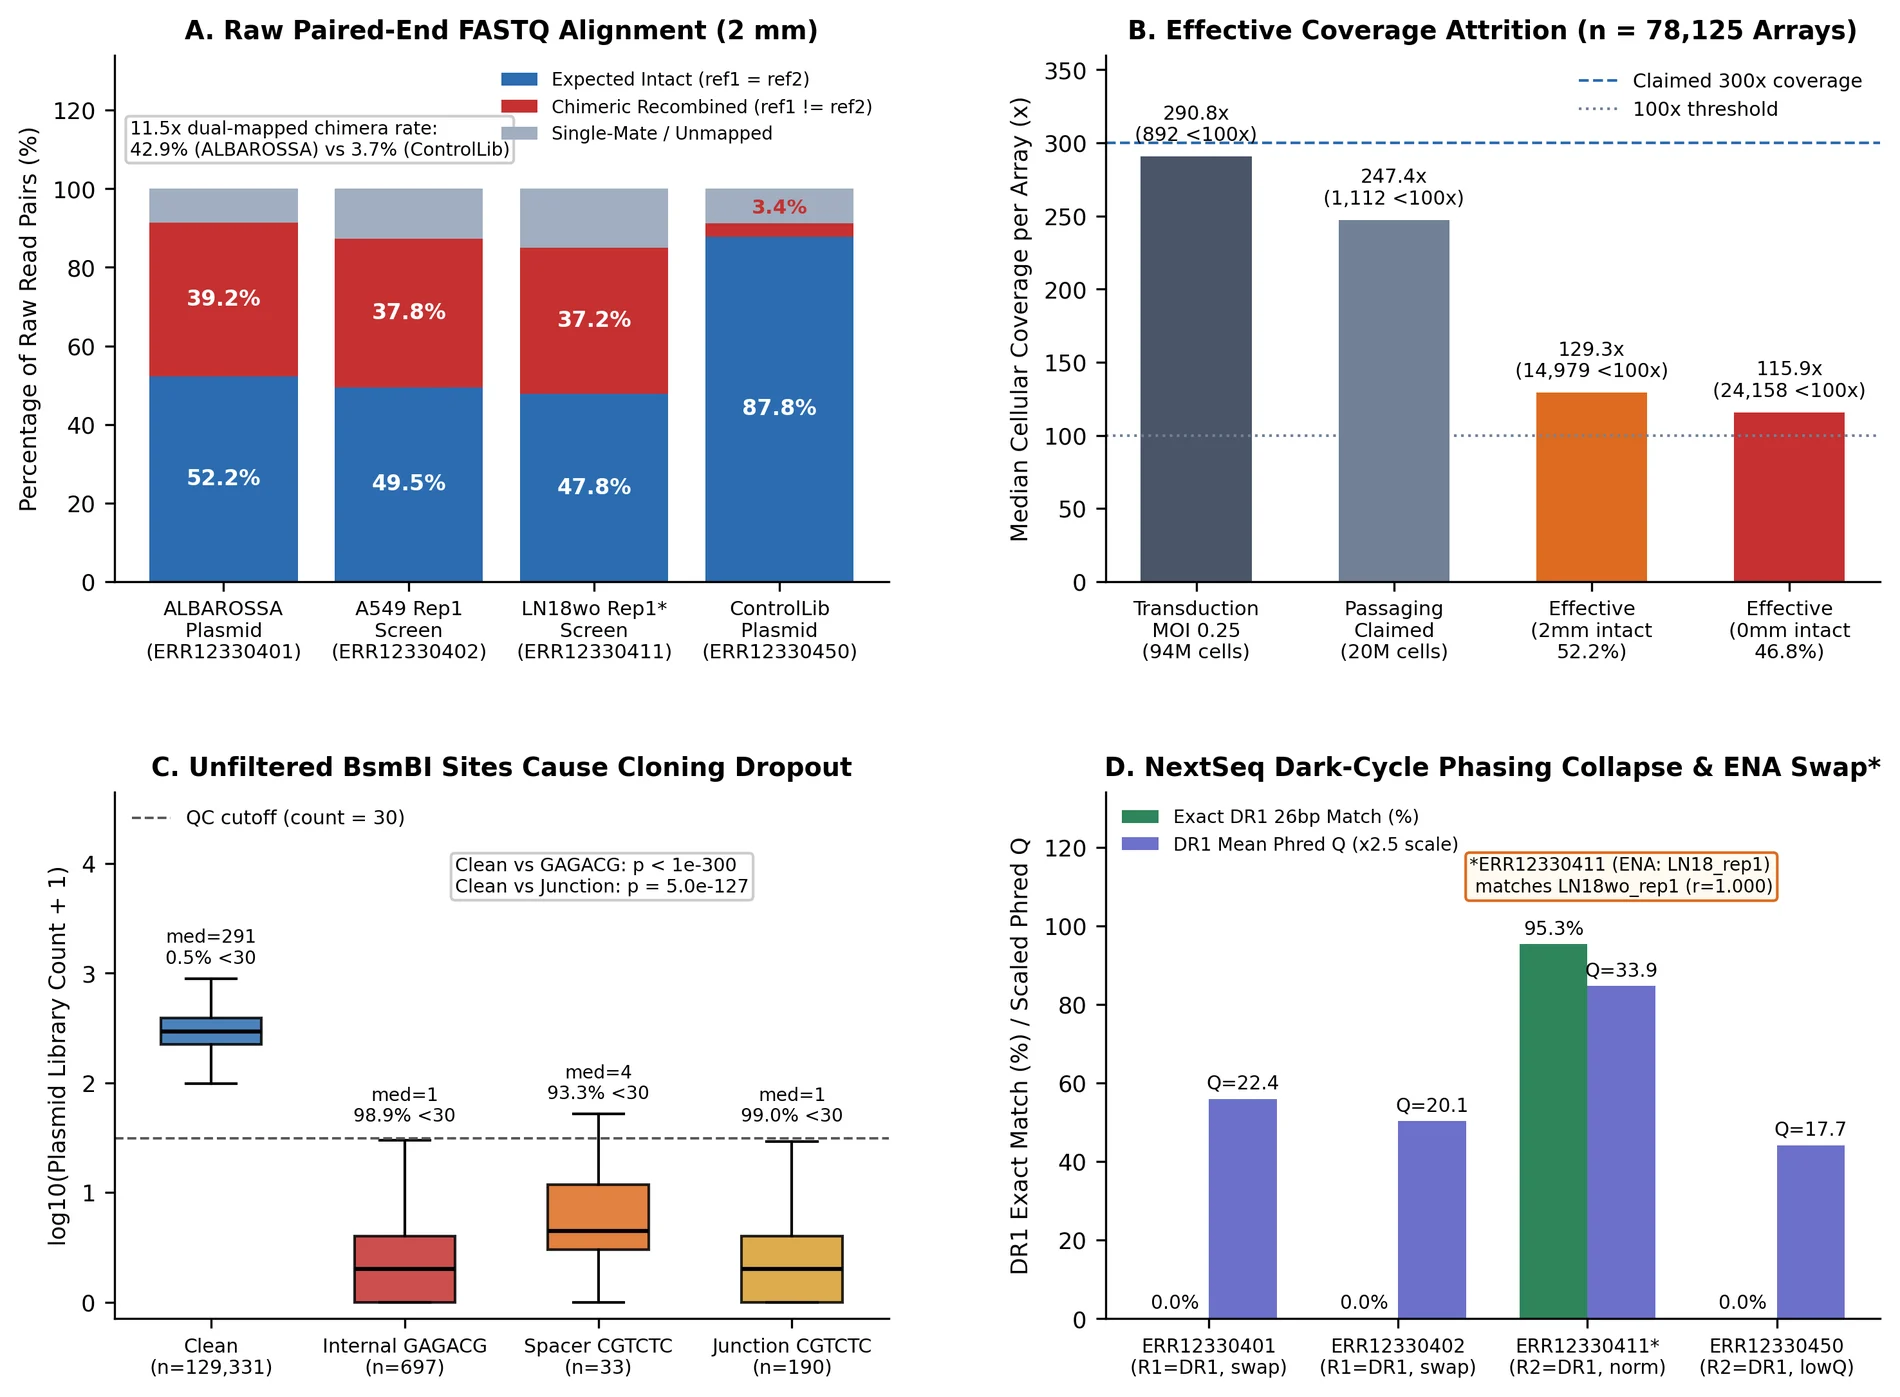 A. Raw Paired-End FASTQ Alignment (2 mm)
Percentage of Raw Read Pairs (%)
120
100
80
60
40
20
0
Expected Intact (ref1 = ref2)
Chimeric Recombined (ref1 != ref2)
Single-Mate / Unmapped
11.5x dual-mapped chimera rate:
42.9% (ALBAROSSA) vs 3.7% (ControlLib)
39.2%
52.2%
37.8%
49.5%
37.2%
47.8%
3.4%
87.8%
ALBAROSSA
Plasmid
(ERR12330401)
A549 Rep1
Screen
(ERR12330402)
LN18wo Rep1*
Screen
(ERR12330411)
ControlLib
Plasmid
(ERR12330450)
B. Effective Coverage Attrition (n = 78,125 Arrays)
Median Cellular Coverage per Array (x)
350
300
250
200
150
100
50
0
Claimed 300x coverage
100x threshold
290.8x
(892 <100x)
247.4x
(1,112 <100x)
129.3x
(14,979 <100x)
115.9x
(24,158 <100x)
Transduction
MOI 0.25
(94M cells)
Passaging
Claimed
(20M cells)
Effective
(2mm intact
52.2%)
Effective
(0mm intact
46.8%)
C. Unfiltered BsmBI Sites Cause Cloning Dropout
log10(Plasmid Library Count + 1)
4
3
2
1
0
QC cutoff (count = 30)
Clean vs GAGACG: p < 1e-300
Clean vs Junction: p = 5.0e-127
med=291
0.5% <30
med=1
98.9% <30
med=4
93.3% <30
med=1
99.0% <30
Clean
(n=129,331)
Internal GAGACG
(n=697)
Spacer CGTCTC
(n=33)
Junction CGTCTC
(n=190)
D. NextSeq Dark-Cycle Phasing Collapse & ENA Swap*
DR1 Exact Match (%) / Scaled Phred Q
120
100
80
60
40
20
0
Exact DR1 26bp Match (%)
DR1 Mean Phred Q (x2.5 scale)
*ERR12330411 (ENA: LN18_rep1)
matches LN18wo_rep1 (r=1.000)
0.0%
Q=22.4
0.0%
Q=20.1
95.3%
Q=33.9
0.0%
Q=17.7
ERR12330401
(R1=DR1, swap)
ERR12330402
(R1=DR1, swap)
ERR12330411*
(R2=DR1, norm)
ERR12330450
(R2=DR1, lowQ)